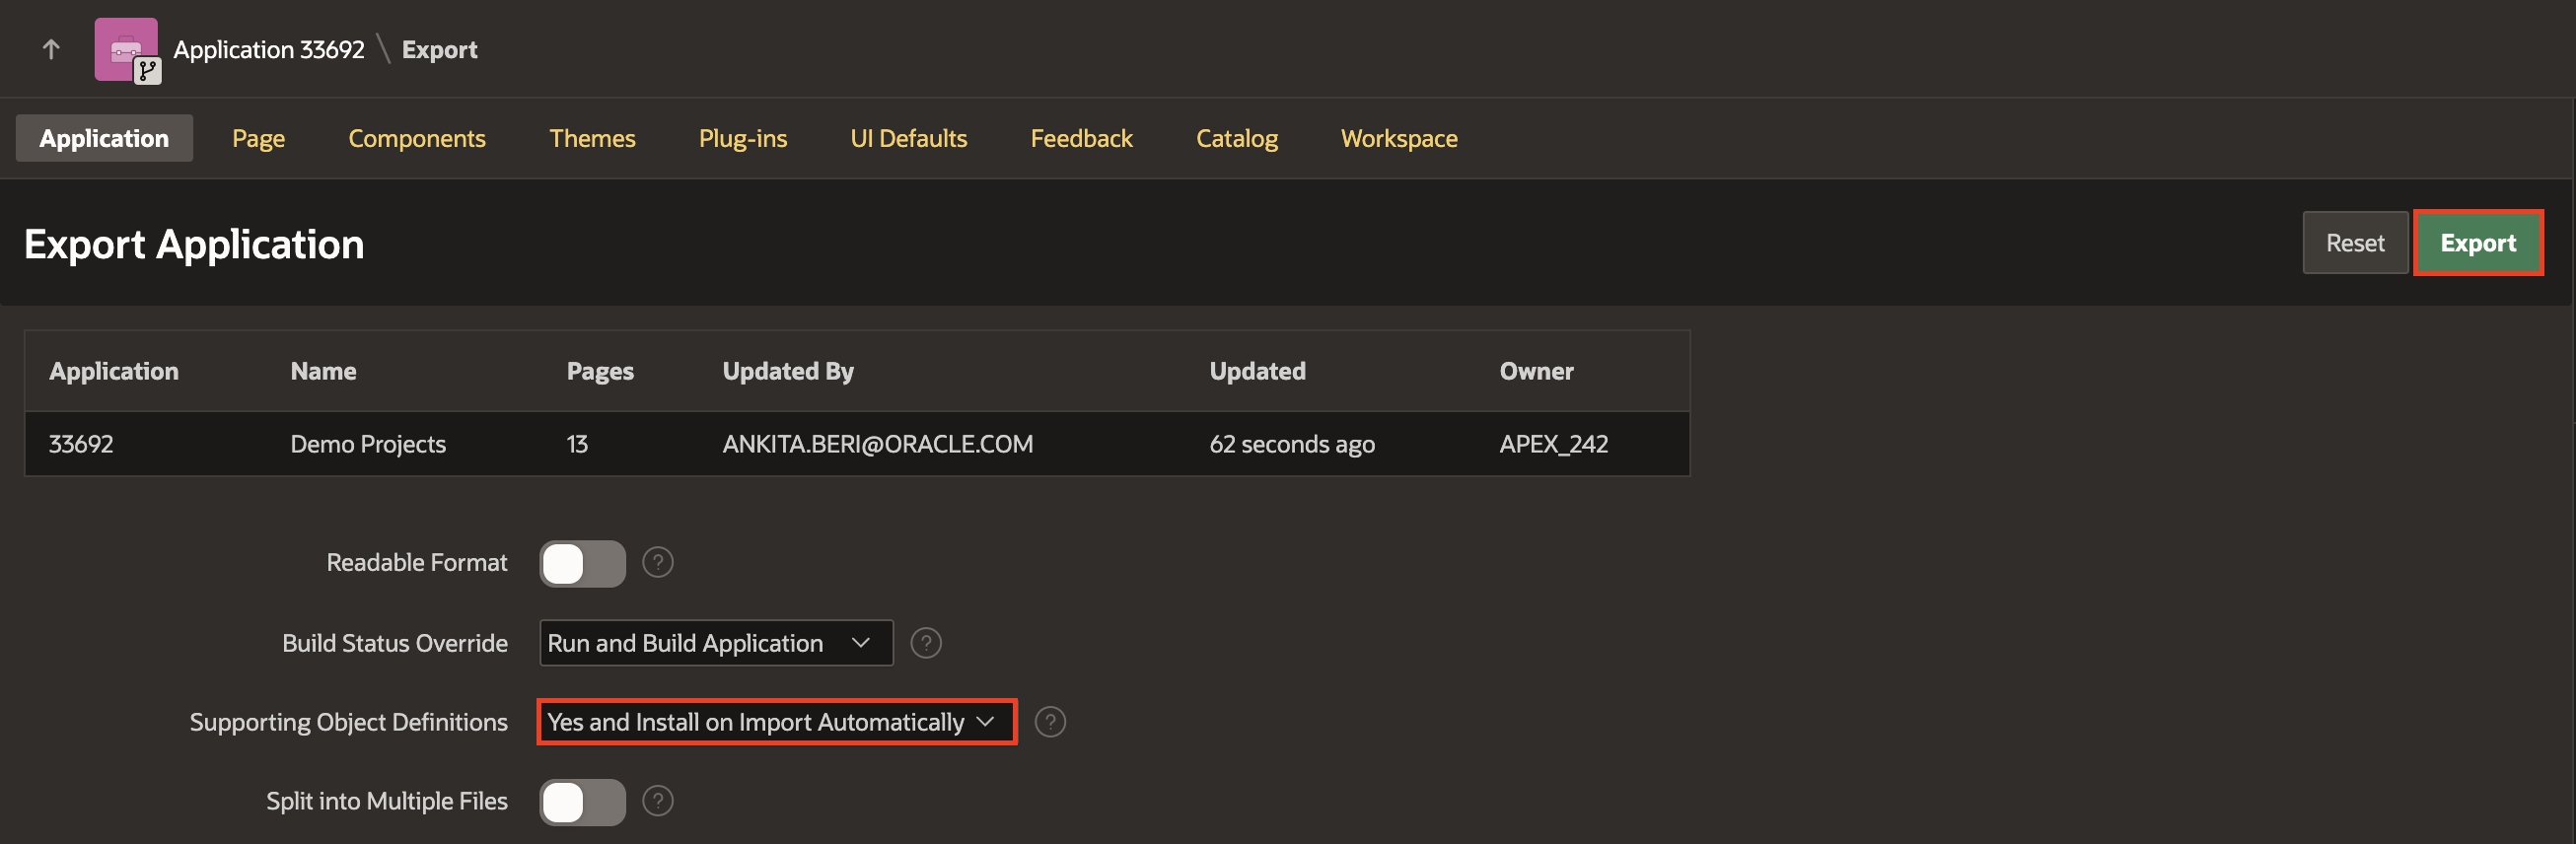 Application 33692 \ Export
Application Page Components Themes Plug-ins UI Defaults Feedback Catalog Workspace
Export Application
Reset Export
Application Name Pages Updated By Updated Owner
33692 Demo Projects 13 ANKITA.BERI@ORACLE.COM 62 seconds ago APEX_242
Readable Format ?
Build Status Override Run and Build Application ?
Supporting Object Definitions Yes and Install on Import Automatically ?
Split into Multiple Files ?